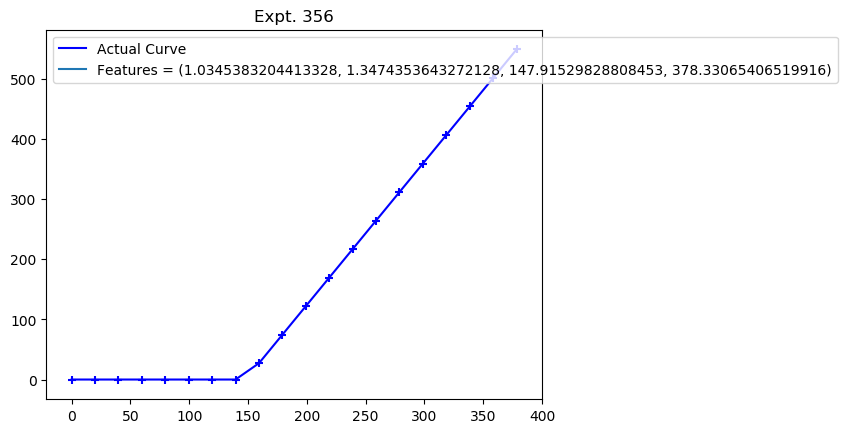 Expt. 356
Actual Curve
Features = (1.0345383204413328, 1.3474353643272128, 147.91529828808453, 378.33065406519916)
500
400
300
200
100
0
0 50 100 150 200 250 300 350 400